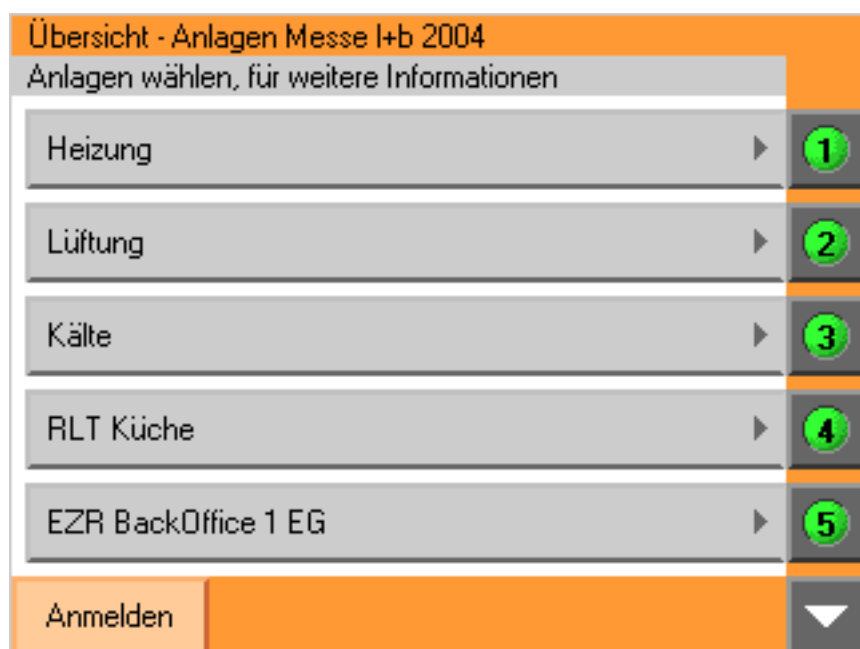 Übersicht - Anlagen Messe I+b 2004
Anlagen wählen, für weitere Informationen
Heizung 1
Lüftung 2
Kälte 3
RLT Küche 4
EZR BackOffice 1 EG 5
Anmelden